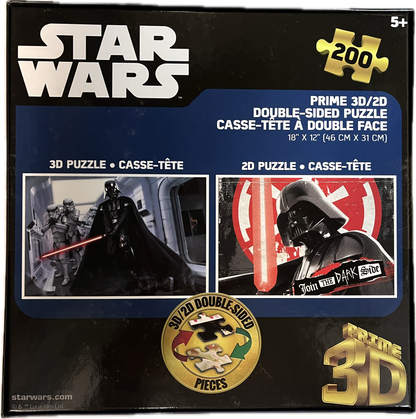 5+
STAR
WARS
200
PRIME 3D/2D
DOUBLE-SIDED PUZZLE
CASSE-TÊTE À DOUBLE FACE
18" X 12" (46 CM X 31 CM)
3D PUZZLE • CASSE-TÊTE
2D PUZZLE • CASSE-TÊTE
Join THE DARK Side
3D/2D DOUBLE-SIDED
PIECES
PRIME
3D
starwars.com